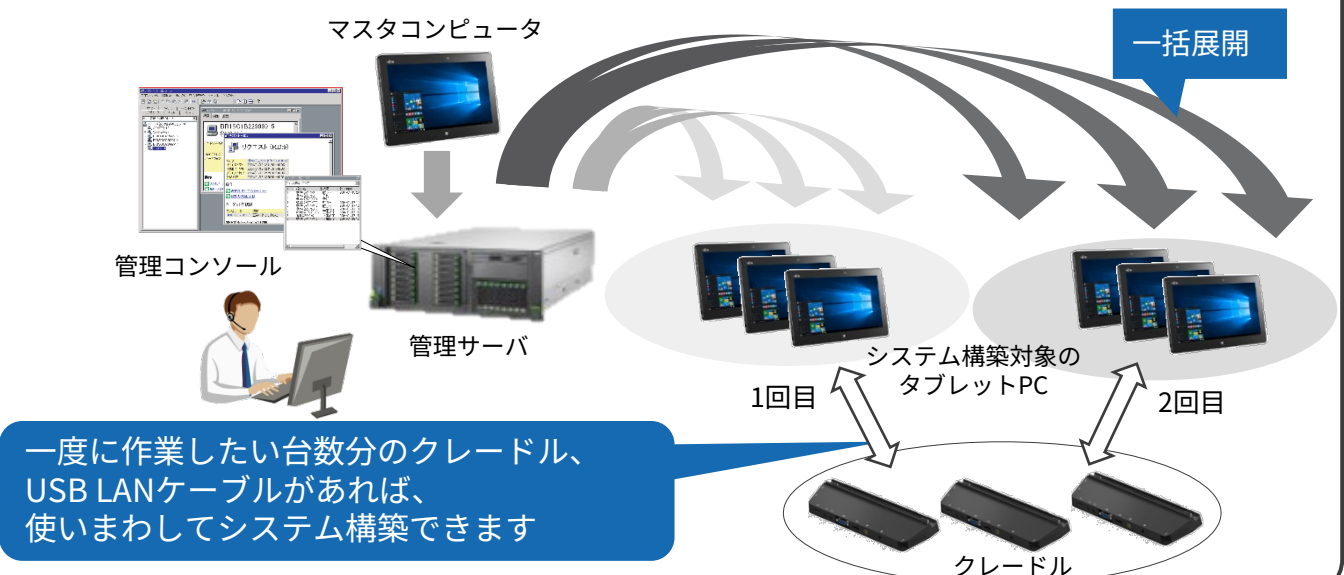 マスタコンピュータ
一括展開
管理コンソール
管理サーバ
システム構築対象の
タブレットPC
1回目
2回目
一度に作業したい台数分のクレードル、
USB LANケーブルがあれば、
使いまわしてシステム構築できます
クレードル